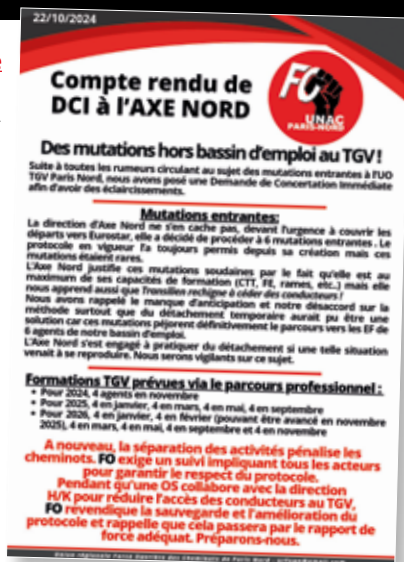 22/10/2024
Compte rendu de
DCI à l'AXE NORD
FO
UNAC
PARIS-NORD
Des mutations hors bassin d'emploi au TGV!
Suite à toutes les rumeurs circulant au sujet des mutations entrantes à l'UO
TGV Paris Nord, nous avons posé une Demande de Concertation Immédiate
afin d'avoir des éclaircissements.
Mutations entrantes:
La direction d'Axe Nord ne s'en cache pas, devant l'urgence à couvrir les
départs vers Eurostar, elle a décidé de procéder à 6 mutations entrantes . Le
protocole en vigueur l'a toujours permis depuis sa création mais ces
mutations étaient rares.
L'Axe Nord justifie ces mutations soudaines par le fait qu'elle est au
maximum de ses capacités de formation (CTT, FE, rames, etc..) mais elle
nous apprend aussi que Travellies rechigne à céder des conducteurs !
Nous avons rappelé le manque d'anticipation et notre désaccord sur la
méthode surtout que du détachement temporaire aurait pu être une
solution car ces mutations péjorent définitivement le parcours vers les EF de
6 agents de notre bassin d'emploi.
L'Axe Nord s'est engagé à pratiquer du détachement si une telle situation
venait à se reproduire. Nous serons vigilants sur ce sujet.
Formations TGV prévues via le parcours professionnel :
• Pour 2024, 4 agents en novembre
• Pour 2025, 4 en janvier, 4 en mars, 4 en mai, 4 en septembre
• Pour 2026, 4 en janvier, 4 en février (pouvant être avancé en novembre
2025), 4 en mars, 4 en mai, 4 en septembre et 4 en novembre
A nouveau, la séparation des activités pénalise les
cheminots. FO exige un suivi impliquant tous les acteurs
pour garantir le respect du protocole.
Pendant qu'une OS collabore avec la direction
H/K pour réduire l'accès des conducteurs au TGV,
FO revendique la sauvegarde et l'amélioration du
protocole et rappelle que cela passera par le rapport de
force adéquat. Préparons-nous.
Union régionale Force Ouvrière des Cheminots de Paris Nord